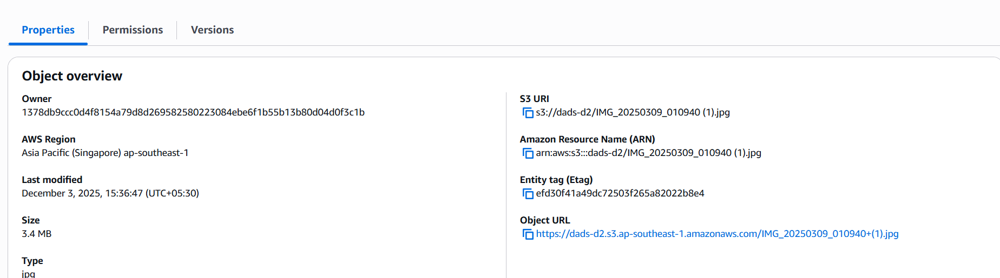 Properties
Permissions
Versions
Object overview
Owner
1378db9ccc0d4f8154a79d8d269582580223084ebe6f1b55b13b80d04d0f3c1b
AWS Region
Asia Pacific (Singapore) ap-southeast-1
Last modified
December 3, 2025, 15:36:47 (UTC+05:30)
Size
3.4 MB
Type
jpg
S3 URI
s3://dads-d2/IMG_20250309_010940 (1).jpg
Amazon Resource Name (ARN)
arn:aws:s3:::dads-d2/IMG_20250309_010940 (1).jpg
Entity tag (Etag)
efd30f41a49dc72503f265a82022b8e4
Object URL
https://dads-d2.s3.ap-southeast-1.amazonaws.com/IMG_20250309_010940+(1).jpg